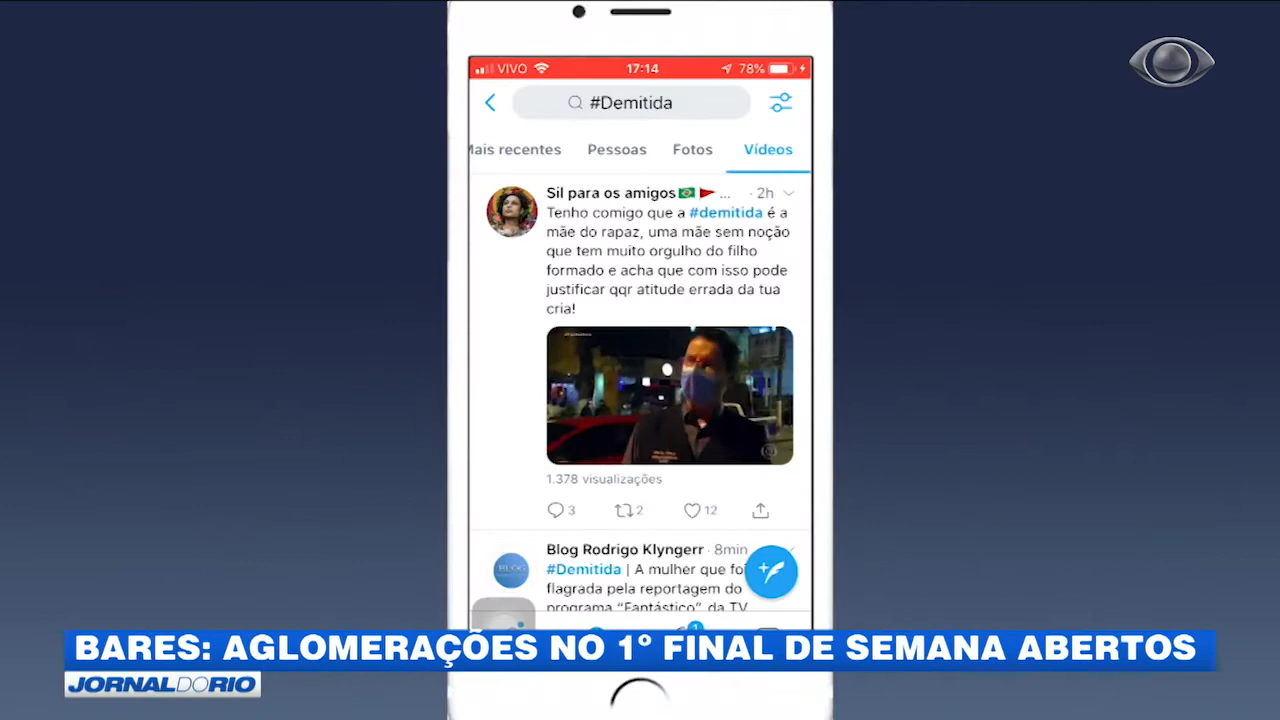 VIVO 17:14 78%
#Demitida
Mais recentes Pessoas Fotos Vídeos
Sil para os amigos ... · 2h
Tenho comigo que a #demitida é a
mãe do rapaz, uma mãe sem noção
que tem muito orgulho do filho
formado e acha que com isso pode
justificar qqr atitude errada da tua
cria!
1.378 visualizações
3 2 12
Blog Rodrigo Klyngerr · 8min
BLOG
#Demitida | A mulher que foi
flagrada pela reportagem do
programa “Fantástico” da TV
1
BARES: AGLOMERAÇÕES NO 1º FINAL DE SEMANA ABERTOS
JORNAL DO RIO